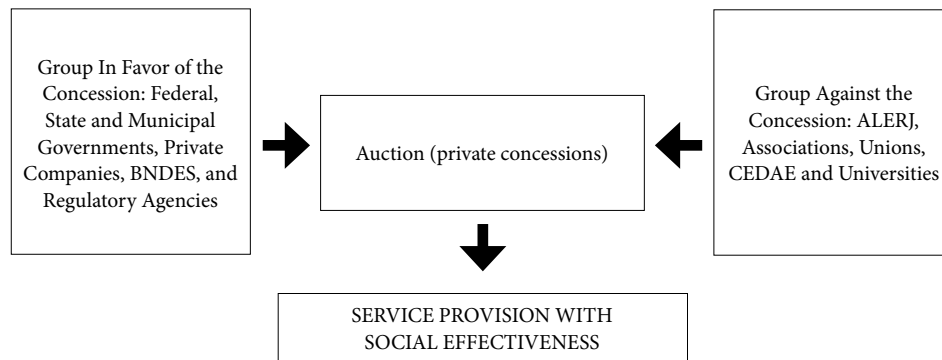 Group In Favor of the
Concession: Federal,
State and Municipal
Governments, Private
Companies, BNDES, and
Regulatory Agencies
Auction (private concessions)
Group Against the
Concession: ALERJ,
Associations, Unions,
CEDAE and Universities
SERVICE PROVISION WITH
SOCIAL EFFECTIVENESS